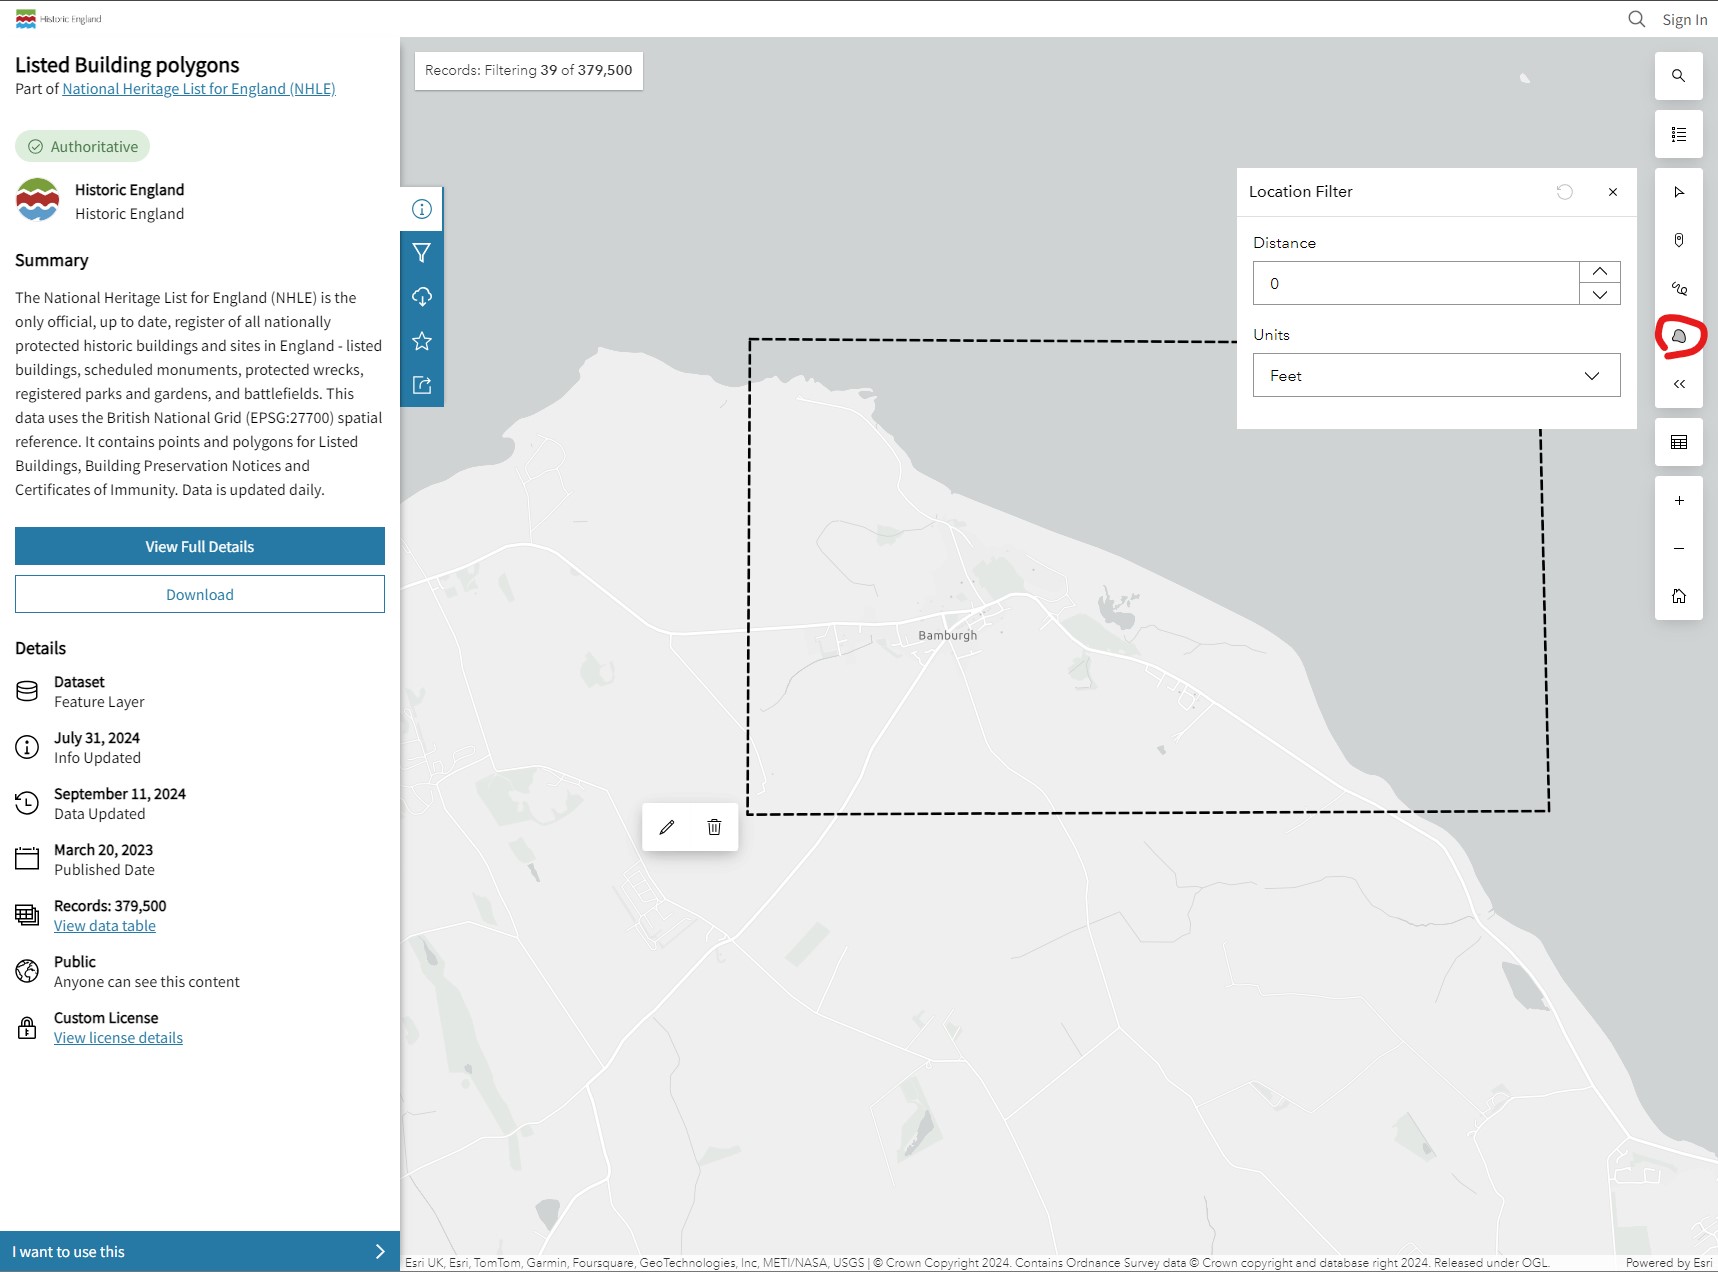 Historic England
Sign In
Listed Building polygons
Part of National Heritage List for England (NHLE)
Authoritative
Historic England
Historic England
Summary
The National Heritage List for England (NHLE) is the
only official, up to date, register of all nationally
protected historic buildings and sites in England - listed
buildings, scheduled monuments, protected wrecks,
registered parks and gardens, and battlefields. This
data uses the British National Grid (EPSG:27700) spatial
reference. It contains points and polygons for Listed
Buildings, Building Preservation Notices and
Certificates of Immunity. Data is updated daily.
View Full Details
Download
Details
Dataset
Feature Layer
July 31, 2024
Info Updated
September 11, 2024
Data Updated
March 20, 2023
Published Date
Records: 379,500
View data table
Public
Anyone can see this content
Custom License
View license details
I want to use this
Records: Filtering 39 of 379,500
Location Filter
Distance
0
Units
Feet
Bamburgh
Esri UK, Esri, TomTom, Garmin, Foursquare, GeoTechnologies, Inc, METI/NASA, USGS | © Crown Copyright 2024. Contains Ordnance Survey data © Crown copyright and database right 2024. Released under OGL.
Powered by Esri